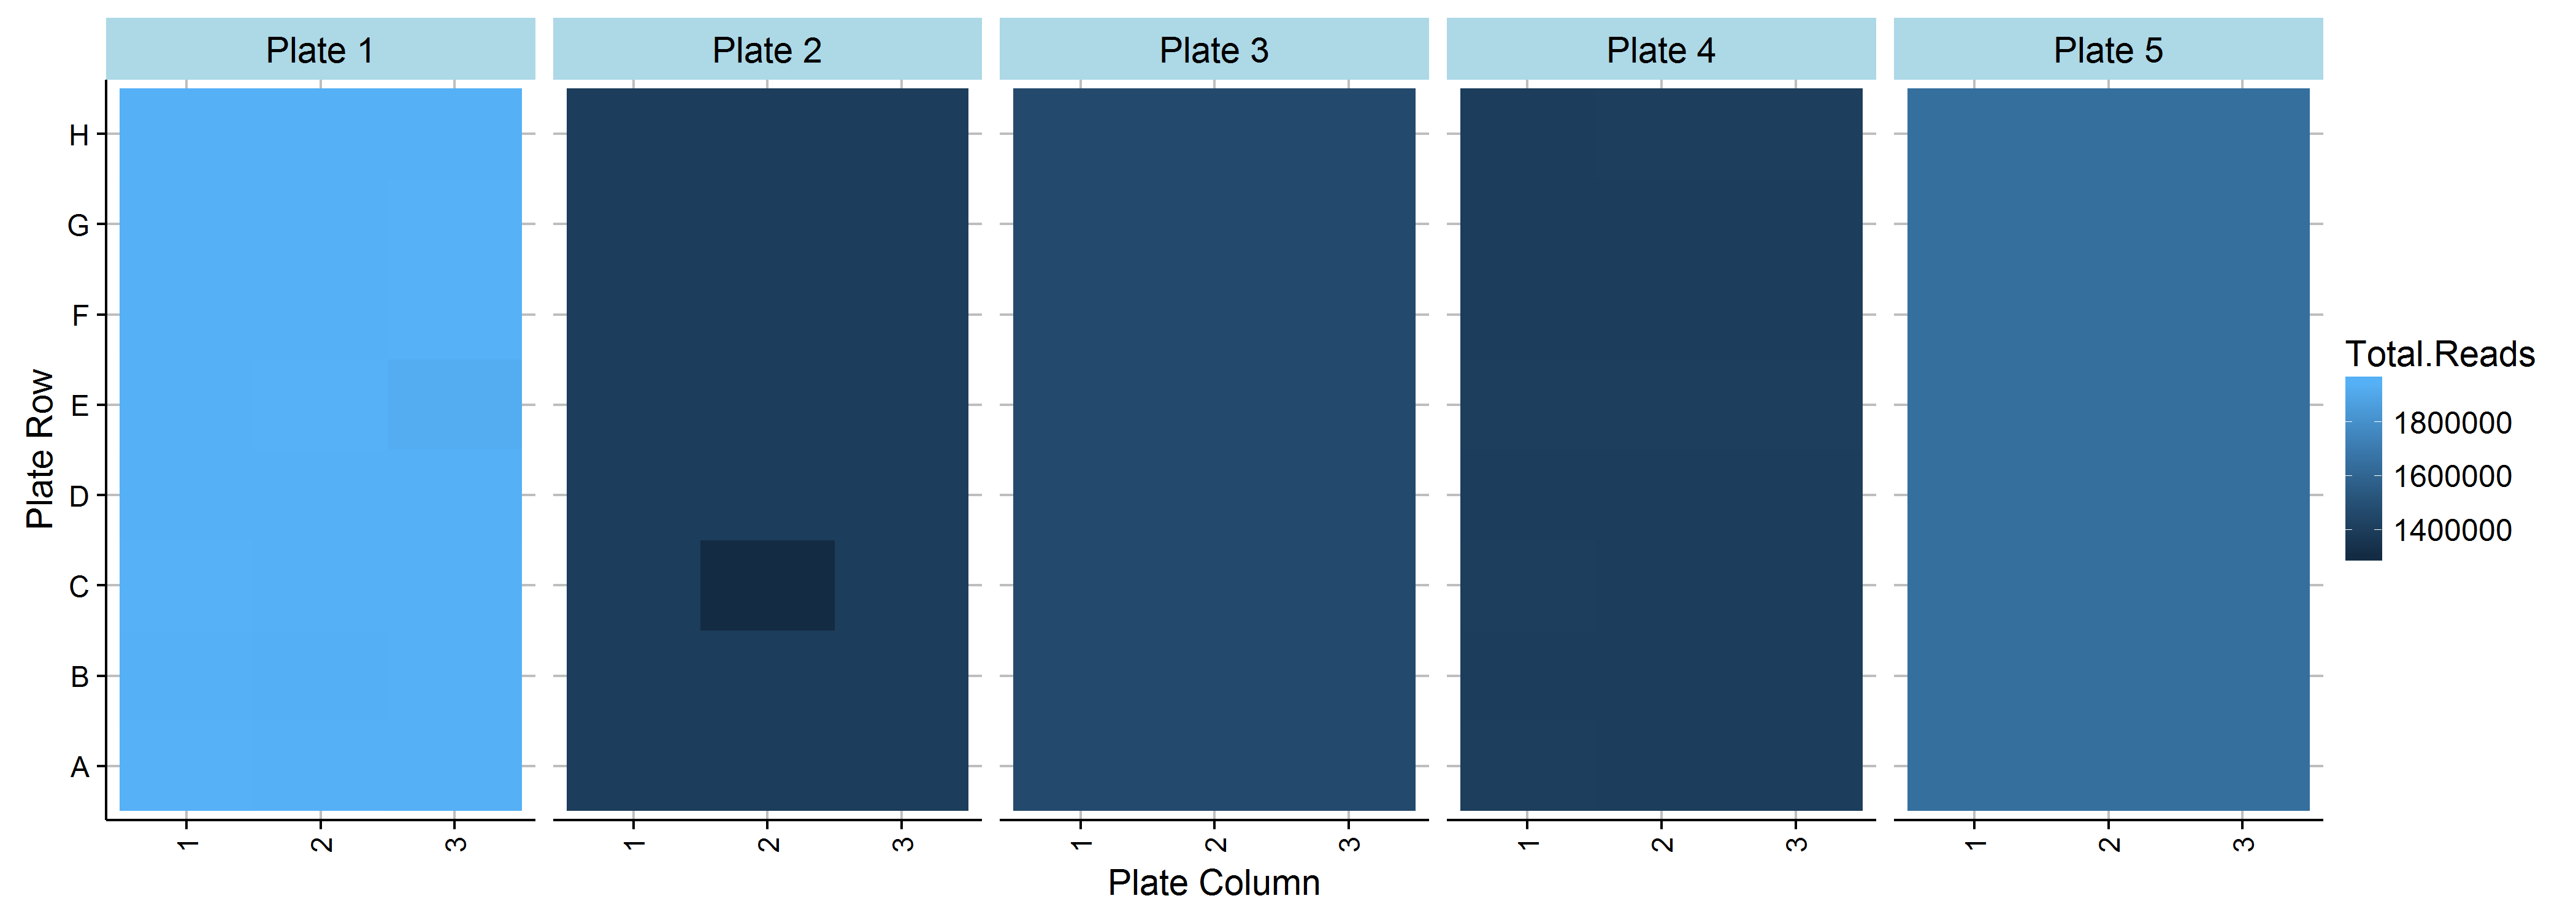 Plate 1 Plate 2 Plate 3 Plate 4 Plate 5
H
G
F
E
D
C
B
A
Plate Row
1 2 3 1 2 3 1 2 3 1 2 3 1 2 3
Plate Column
Total.Reads
1800000
1600000
1400000